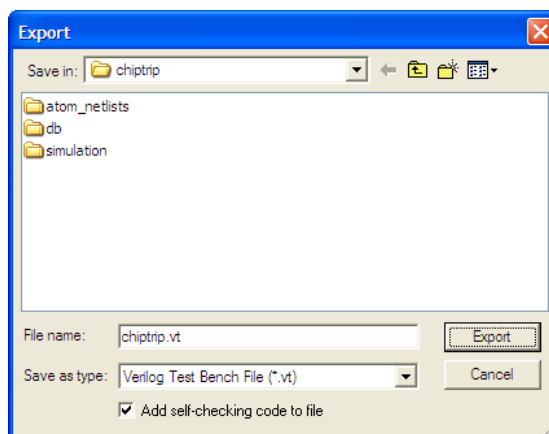 Export
Save in: chiptrip
atom_netlists
db
simulation
File name: chiptrip.vt Export
Save as type: Verilog Test Bench File (*.vt) Cancel
Add self-checking code to file